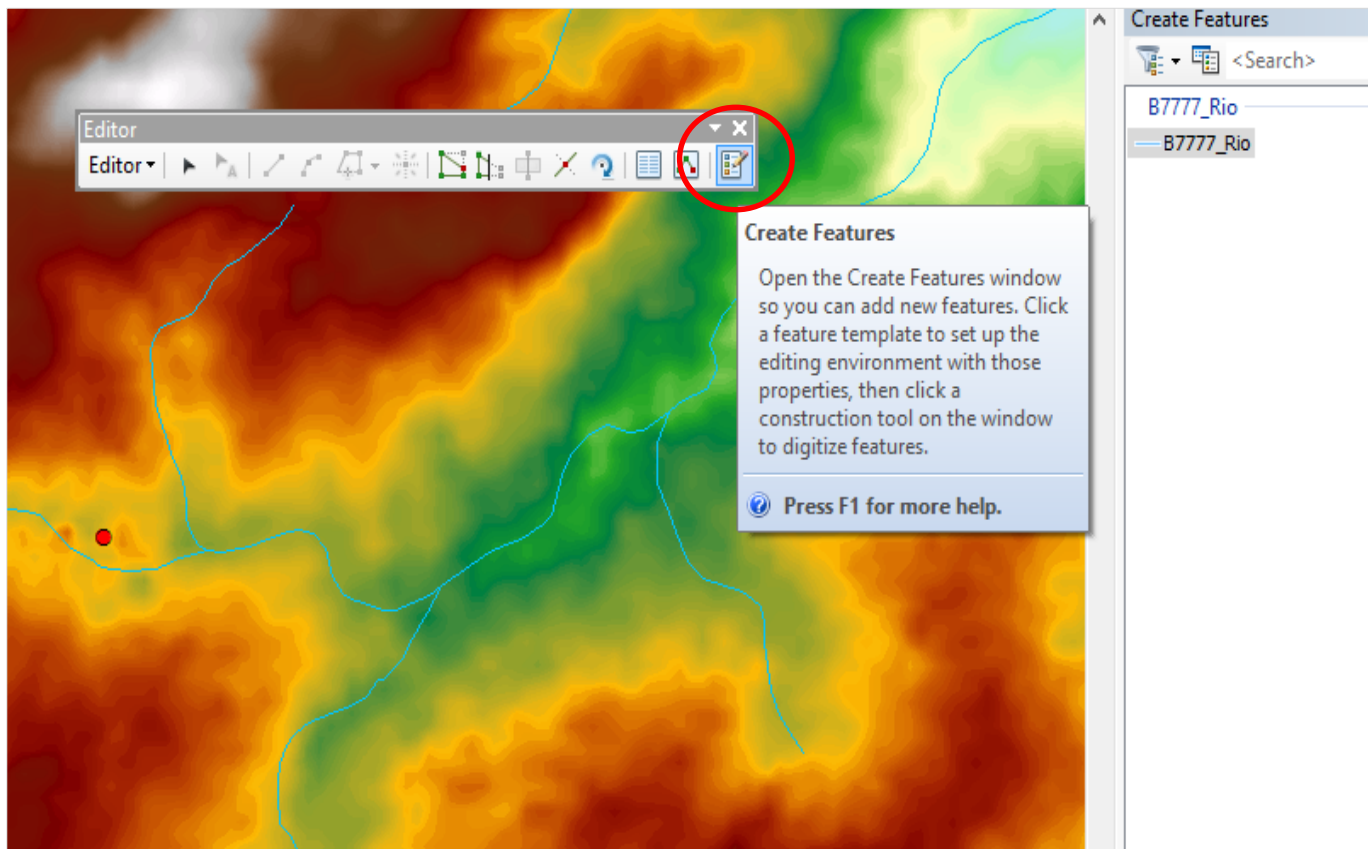 Create Features
<Search>
B7777_Rio
B7777_Rio
Editor
Editor
Create Features
Open the Create Features window
so you can add new features. Click
a feature template to set up the
editing environment with those
properties, then click a
construction tool on the window
to digitize features.
Press F1 for more help.